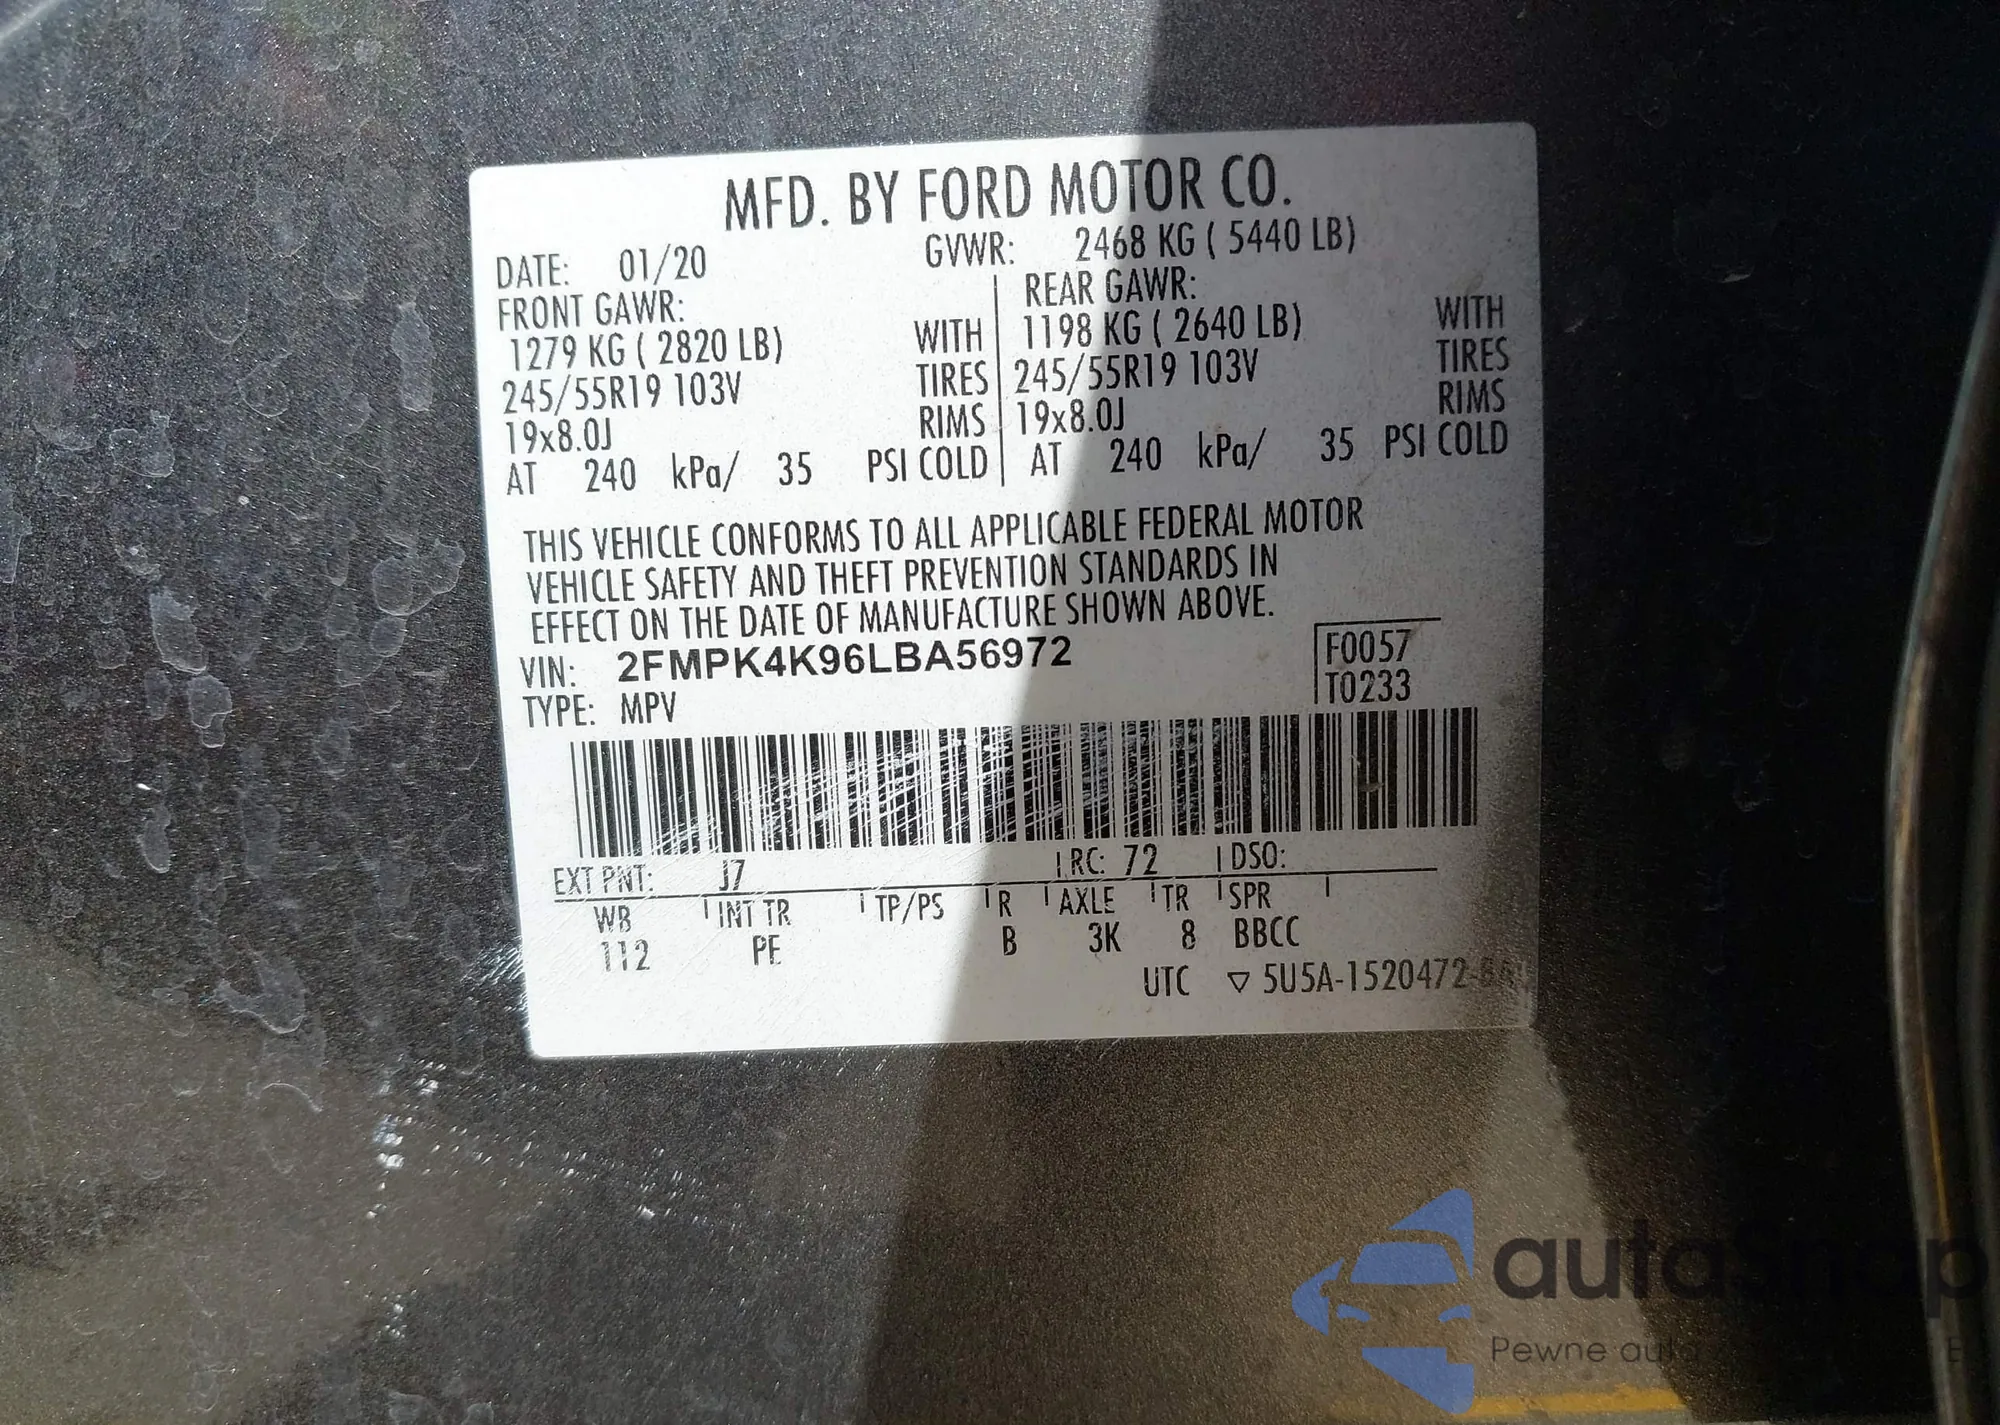 MFD. BY FORD MOTOR CO.
DATE: 01/20 GVWR: 2468 KG ( 5440 LB)
FRONT GAWR: REAR GAWR:
1279 KG ( 2820 LB) WITH 1198 KG ( 2640 LB) WITH
245/55R19 103V TIRES 245/55R19 103V TIRES
19x8.0J RIMS 19x8.0J RIMS
AT 240 kPa/ 35 PSI COLD AT 240 kPa/ 35 PSI COLD
THIS VEHICLE CONFORMS TO ALL APPLICABLE FEDERAL MOTOR
VEHICLE SAFETY AND THEFT PREVENTION STANDARDS IN
EFFECT ON THE DATE OF MANUFACTURE SHOWN ABOVE.
VIN: 2FMPK4K96LBA56972 F0057
TYPE: MPV T0233
EXT PNT: J7 RC: 72 DSO:
WB INT TR TP/PS R AXLE TR SPR
112 PE B 3K 8 BBCC
UTC ▽ 5U5A-1520472-
autasnap
Pewne